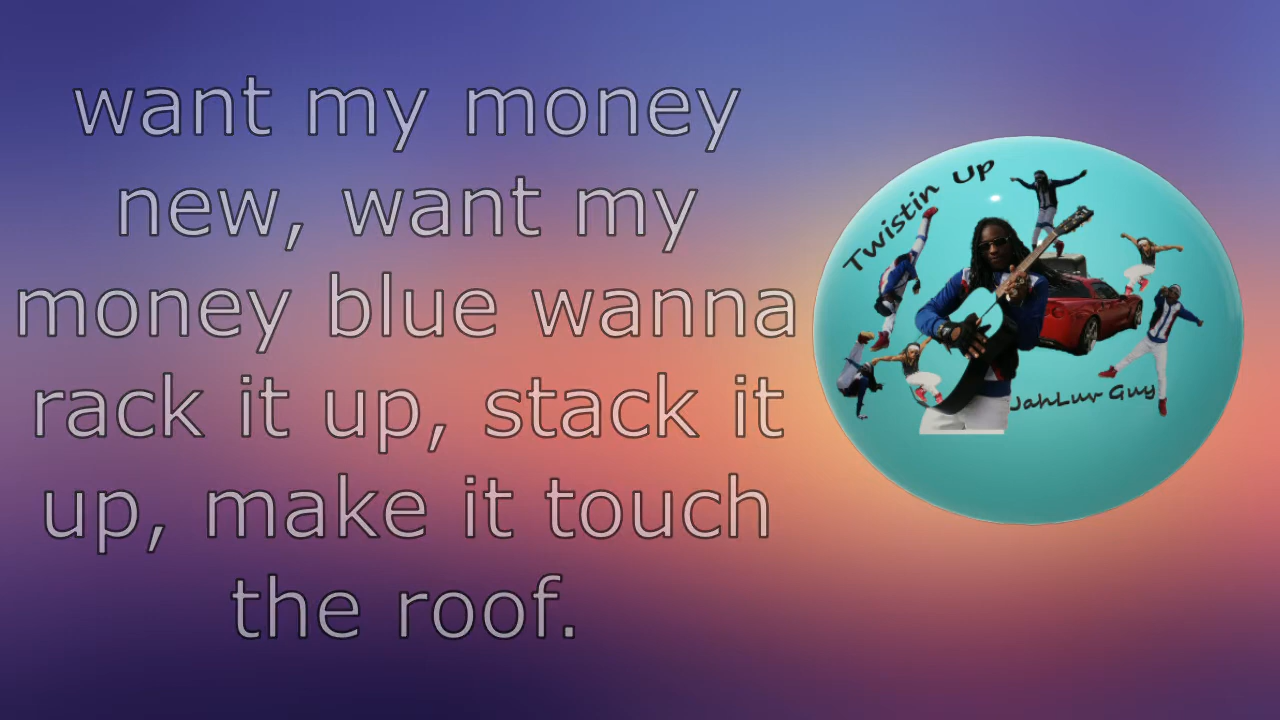 want my money
new, want my
money blue wanna
rack it up, stack it
up, make it touch
the roof.
Twistin Up
JahLuv Guy